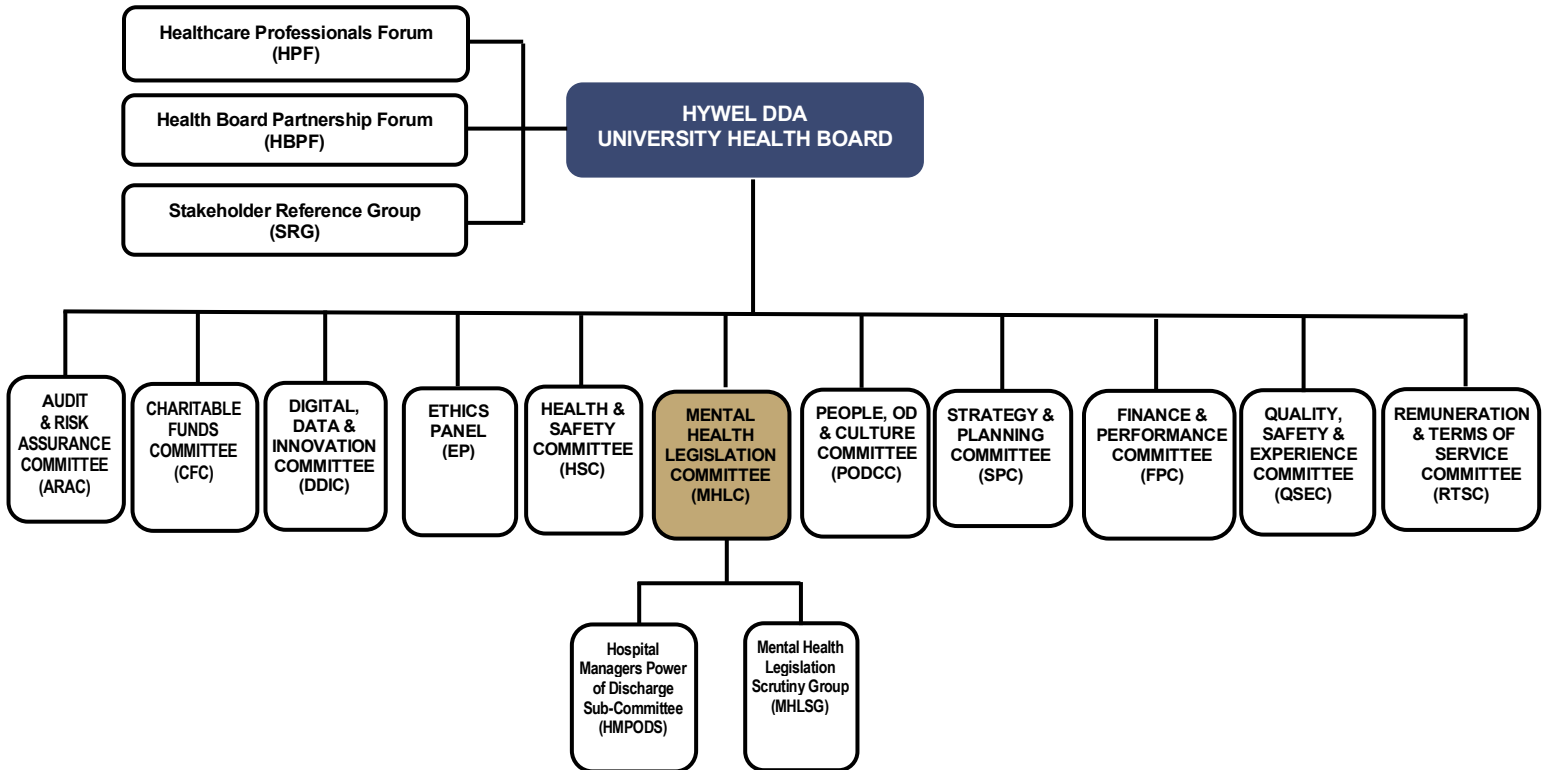 Healthcare Professionals Forum
(HPF)
Health Board Partnership Forum
(HBPF)
Stakeholder Reference Group
(SRG)
HYWEL DDA
UNIVERSITY HEALTH BOARD
AUDIT
& RISK
ASSURANCE
COMMITTEE
(ARAC)
CHARITABLE
FUNDS
COMMITTEE
(CFC)
DIGITAL,
DATA &
INNOVATION
COMMITTEE
(DDIC)
ETHICS
PANEL
(EP)
HEALTH &
SAFETY
COMMITTEE
(HSC)
MENTAL
HEALTH
LEGISLATION
COMMITTEE
(MHLC)
PEOPLE, OD
& CULTURE
COMMITTEE
(PODCC)
STRATEGY &
PLANNING
COMMITTEE
(SPC)
FINANCE &
PERFORMANCE
COMMITTEE
(FPC)
QUALITY,
SAFETY &
EXPERIENCE
COMMITTEE
(QSEC)
REMUNERATION
& TERMS OF
SERVICE
COMMITTEE
(RTSC)
Hospital
Managers Power
of Discharge
Sub-Committee
(HMPODS)
Mental Health
Legislation
Scrutiny Group
(MHLSG)